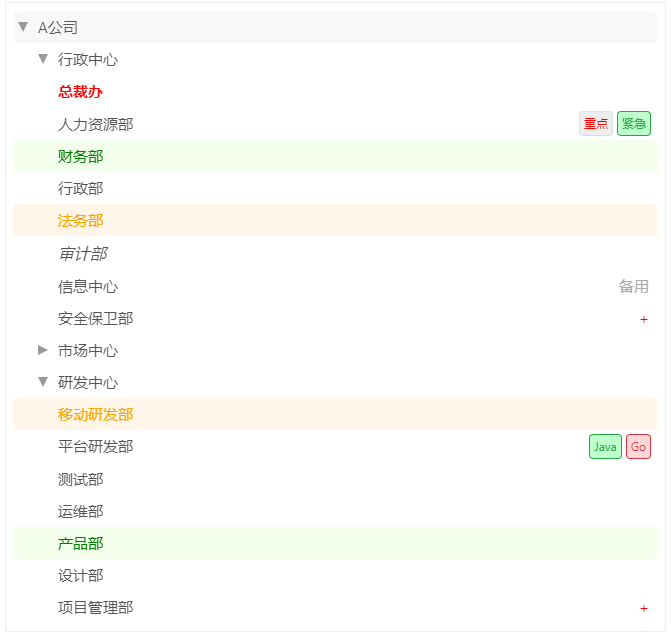 A公司
行政中心
总裁办
人力资源部 重点 紧急
财务部
行政部
法务部
审计部
信息中心 备用
安全保卫部 +
市场中心
研发中心
移动研发部
平台研发部 Java Go
测试部
运维部
产品部
设计部
项目管理部 +